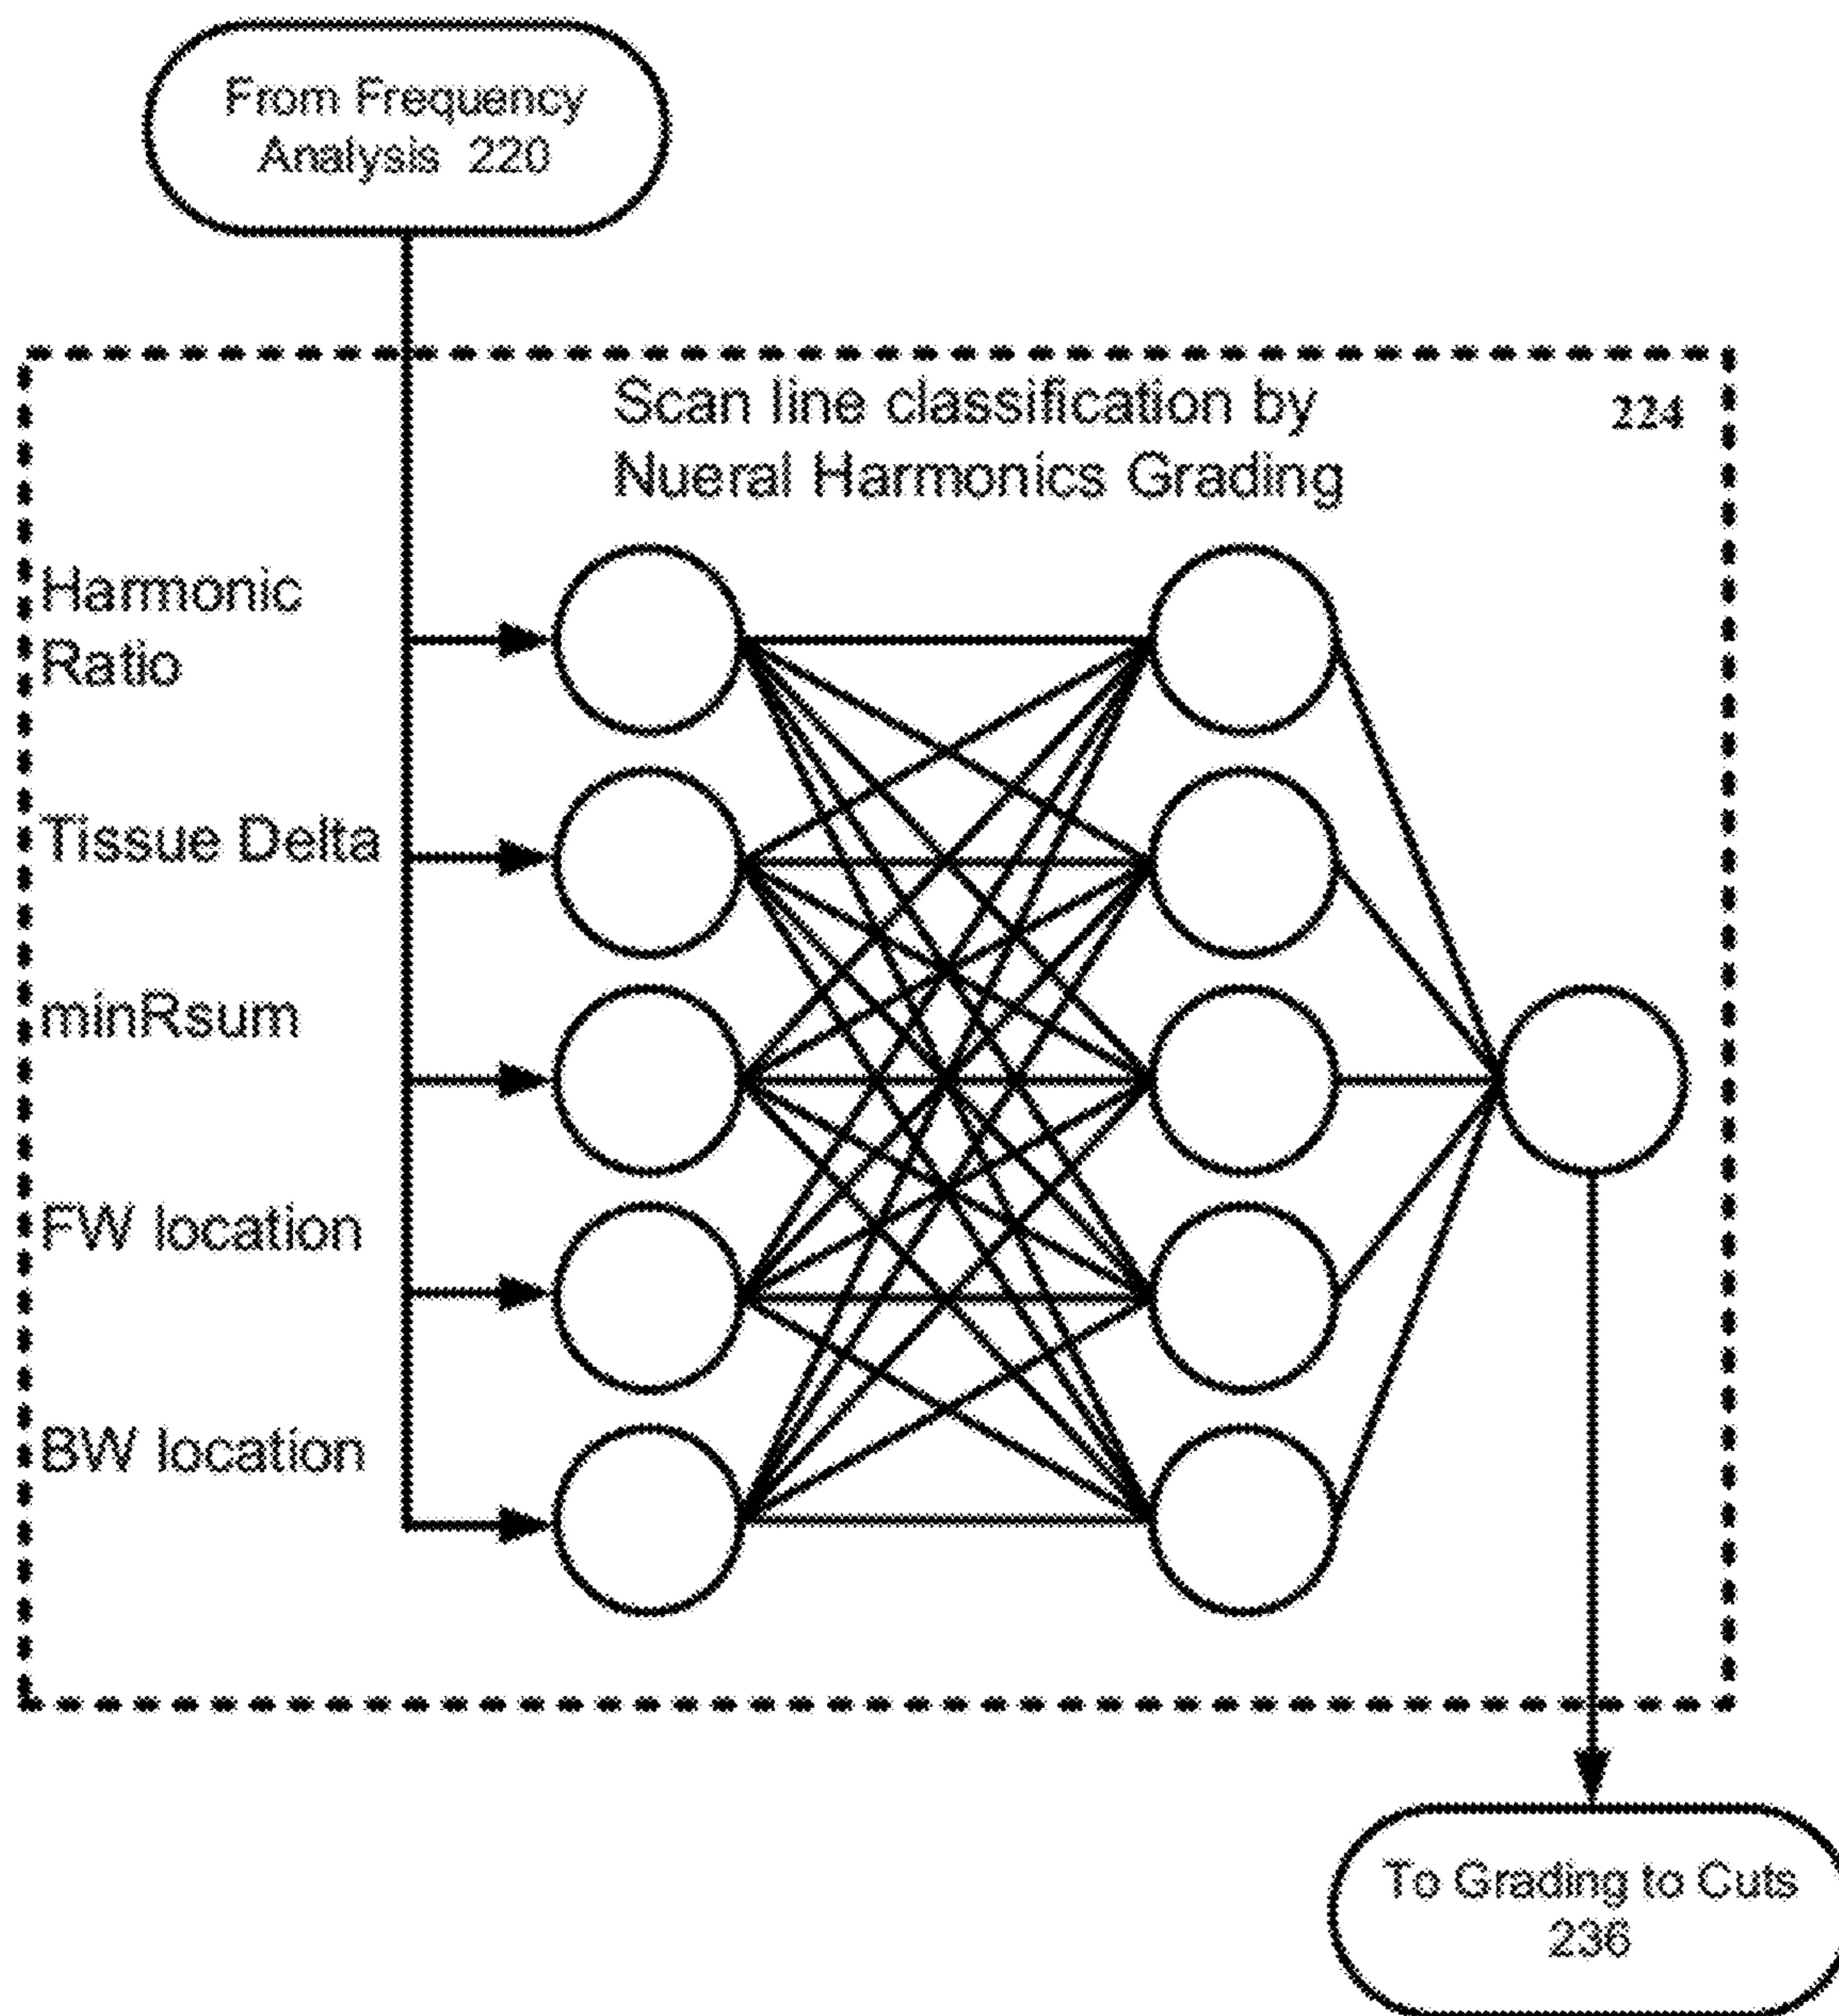 From Frequency
Analysis 220
Scan line classification by
Nueral Harmonics Grading
224
Harmonic
Ratio
Tissue Delta
minRsum
FW location
BW location
To Grading to Cuts
236